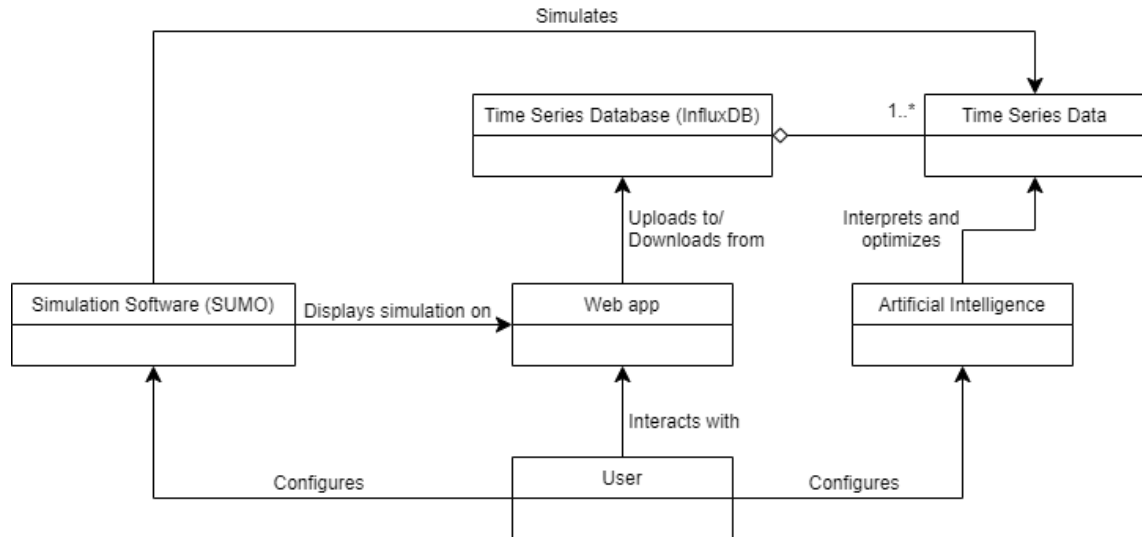 Simulates
Time Series Database (InfluxDB)
1..*
Time Series Data
Uploads to/
Downloads from
Interprets and
optimizes
Simulation Software (SUMO)
Displays simulation on
Web app
Artificial Intelligence
Interacts with
Configures
User
Configures